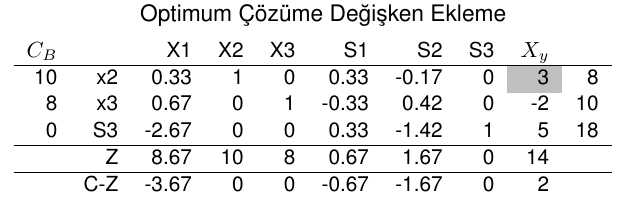 Optimum Çözüme Değişken Ekleme
C_B X1 X2 X3 S1 S2 S3 X_y
10 x2 0.33 1 0 0.33 -0.17 0 3 8
8 x3 0.67 0 1 -0.33 0.42 0 -2 10
0 S3 -2.67 0 0 0.33 -1.42 1 5 18
Z 8.67 10 8 0.67 1.67 0 14
C-Z -3.67 0 0 -0.67 -1.67 0 2